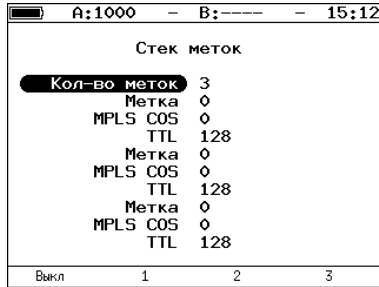 A:1000 – B:---- – 15:12
Стек меток
Кол-во меток 3
Метка 0
MPLS COS 0
TTL 128
Метка 0
MPLS COS 0
TTL 128
Метка 0
MPLS COS 0
TTL 128
Выкл 1 2 3